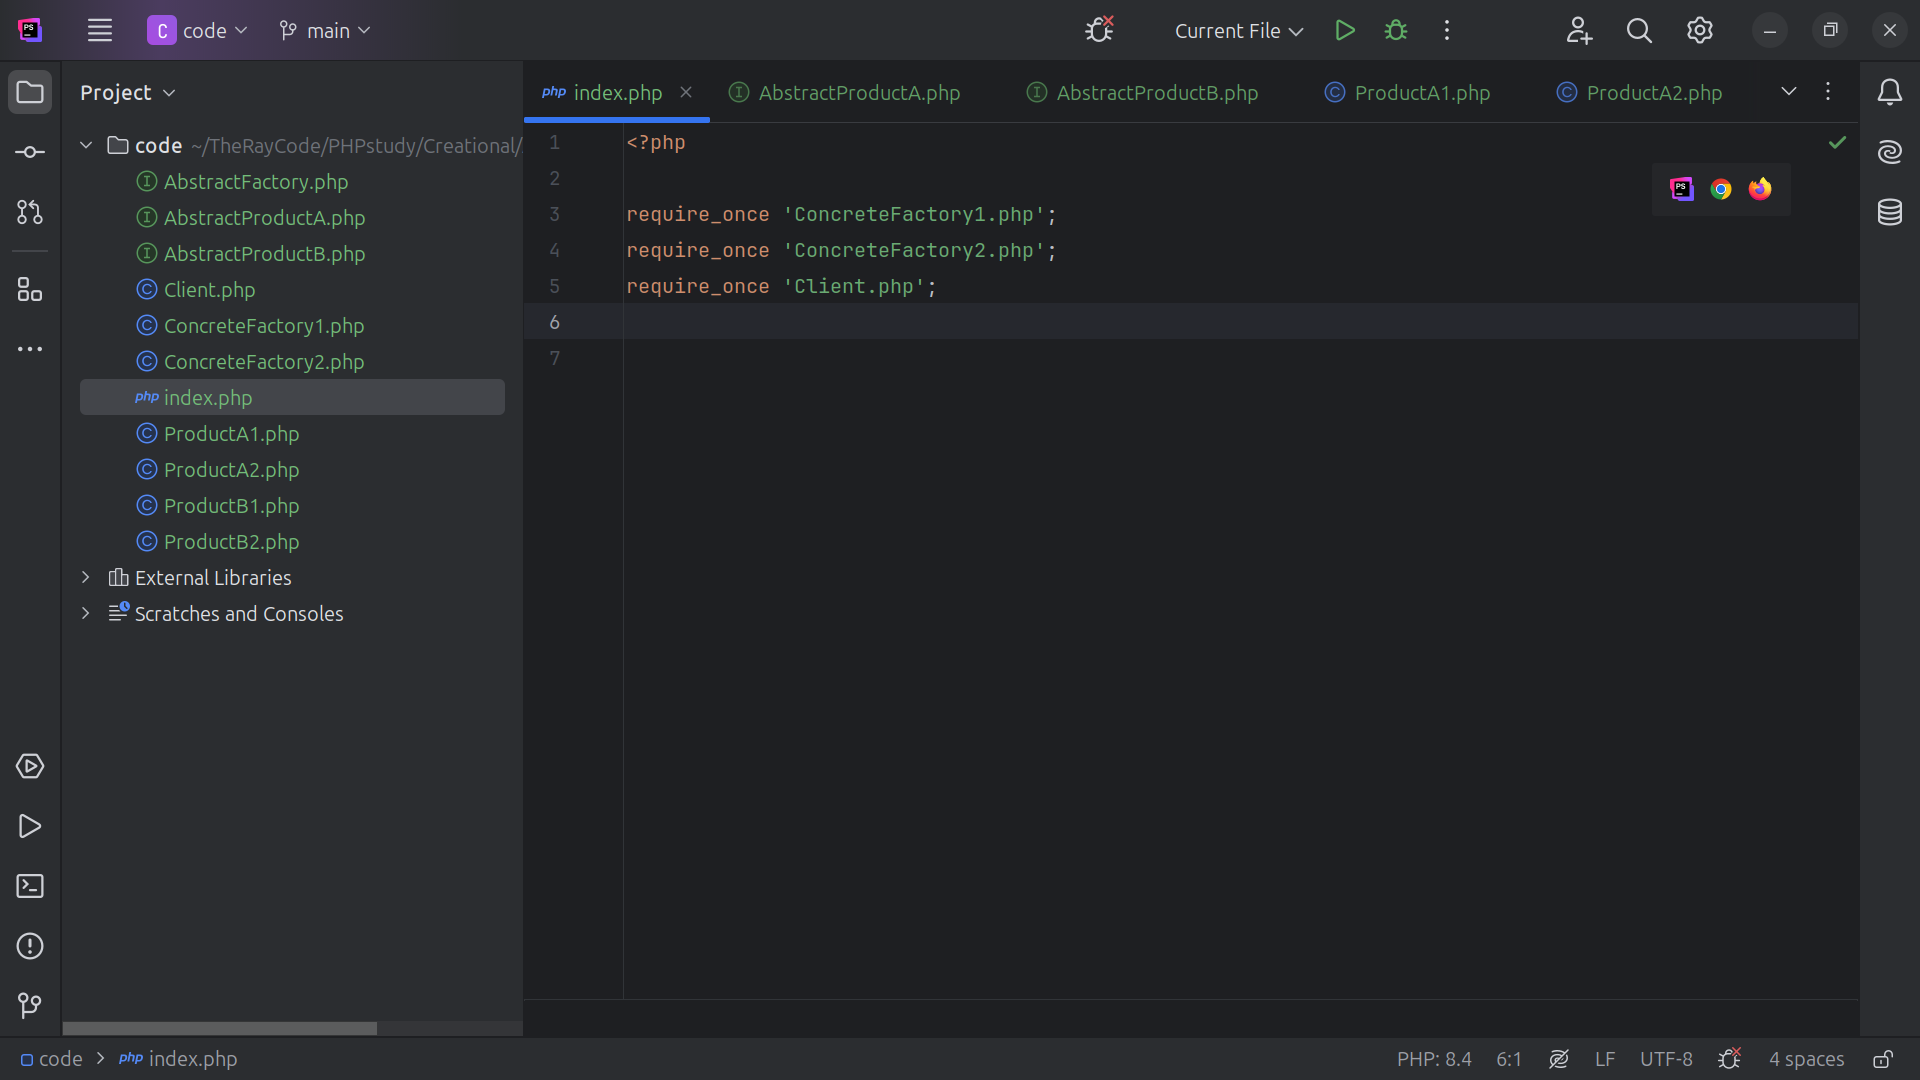 PS
C code
main
Current File
Project
php index.php
I AbstractProductA.php
I AbstractProductB.php
C ProductA1.php
C ProductA2.php
code ~/TheRayCode/PHPstudy/Creational/
I AbstractFactory.php
I AbstractProductA.php
I AbstractProductB.php
C Client.php
C ConcreteFactory1.php
C ConcreteFactory2.php
php index.php
C ProductA1.php
C ProductA2.php
C ProductB1.php
C ProductB2.php
External Libraries
Scratches and Consoles
1 <?php
2
3 require_once 'ConcreteFactory1.php';
4 require_once 'ConcreteFactory2.php';
5 require_once 'Client.php';
6
7
PS
code > php index.php
PHP: 8.4 6:1 LF UTF-8 4 spaces